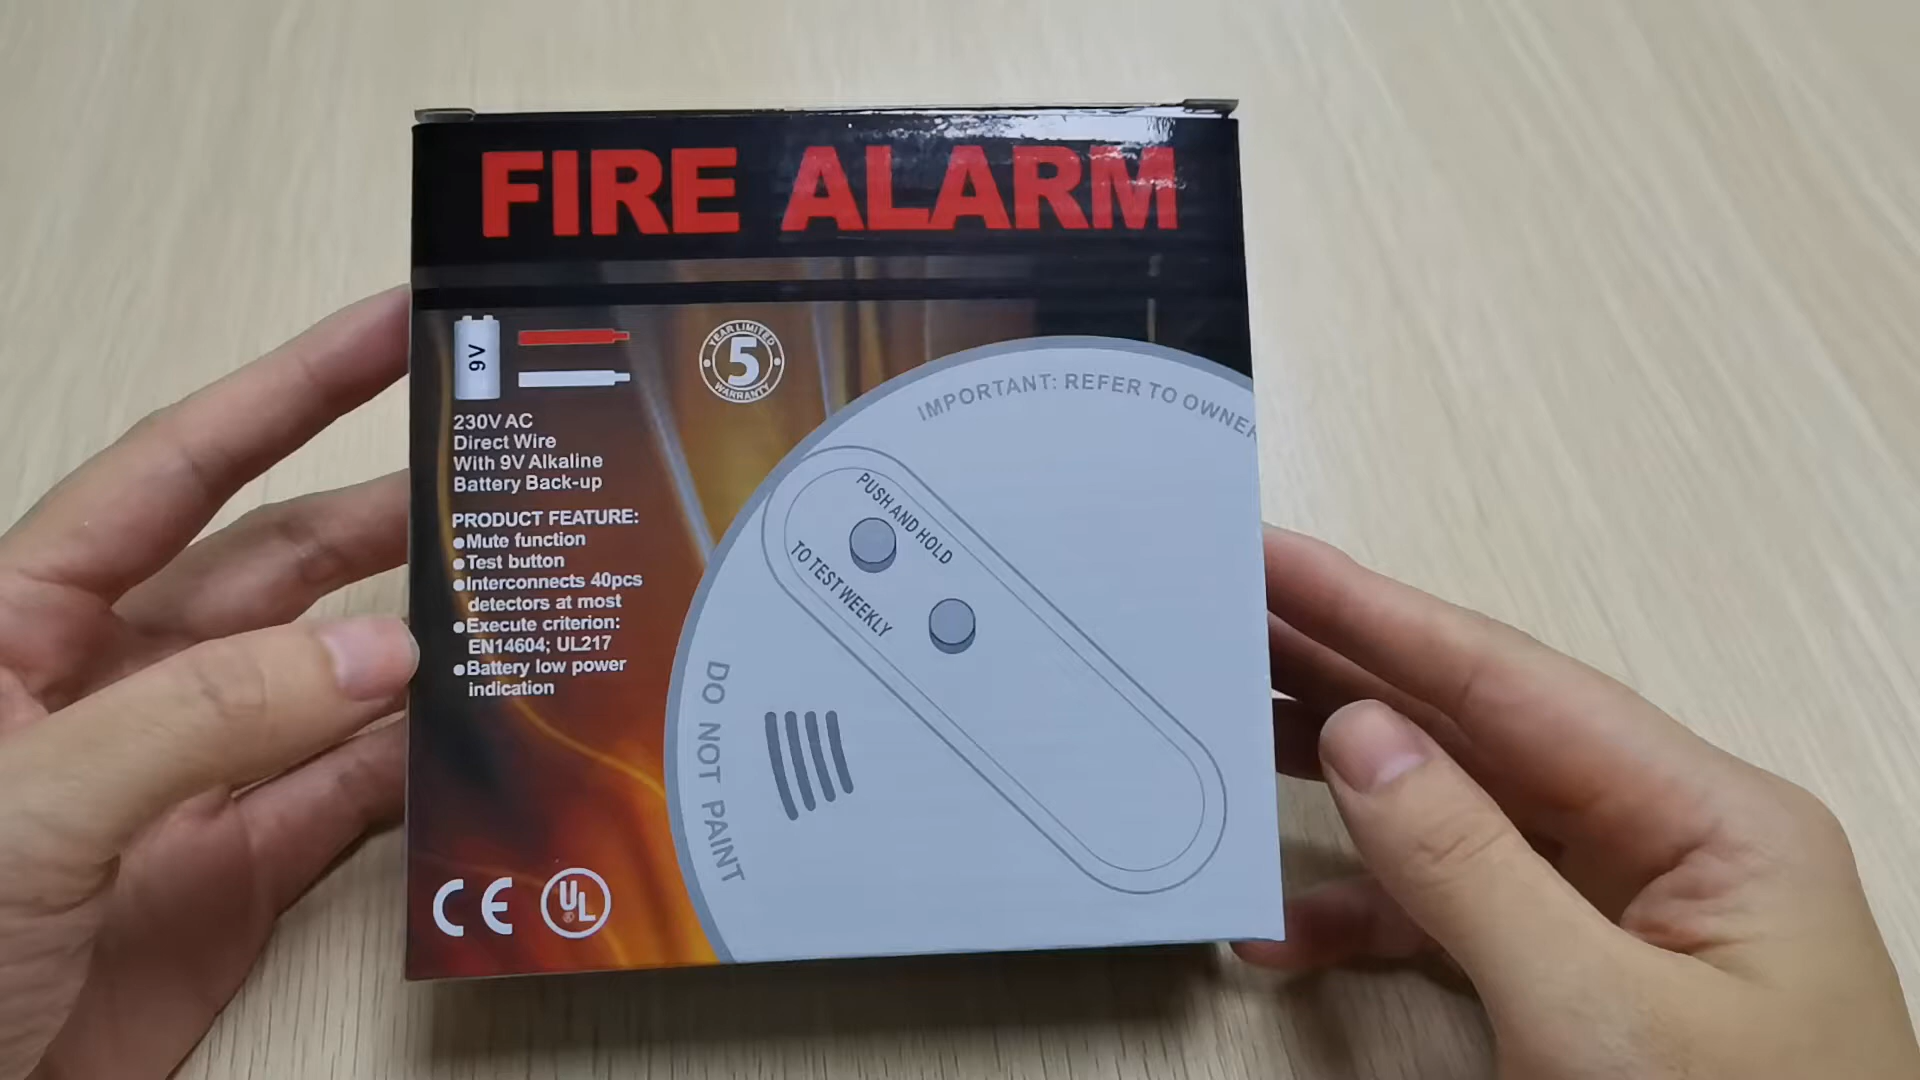 FIRE ALARM
9V
5
YEAR LIMITED
WARRANTY
230V AC
Direct Wire
With 9V Alkaline
Battery Back-up
PRODUCT FEATURE:
●Mute function
●Test button
●Interconnects 40pcs
detectors at most
●Execute criterion:
EN14604; UL217
●Battery low power
indication
IMPORTANT: REFER TO OWNER
PUSH AND HOLD
TO TEST WEEKLY
DO NOT PAINT
CE
UL